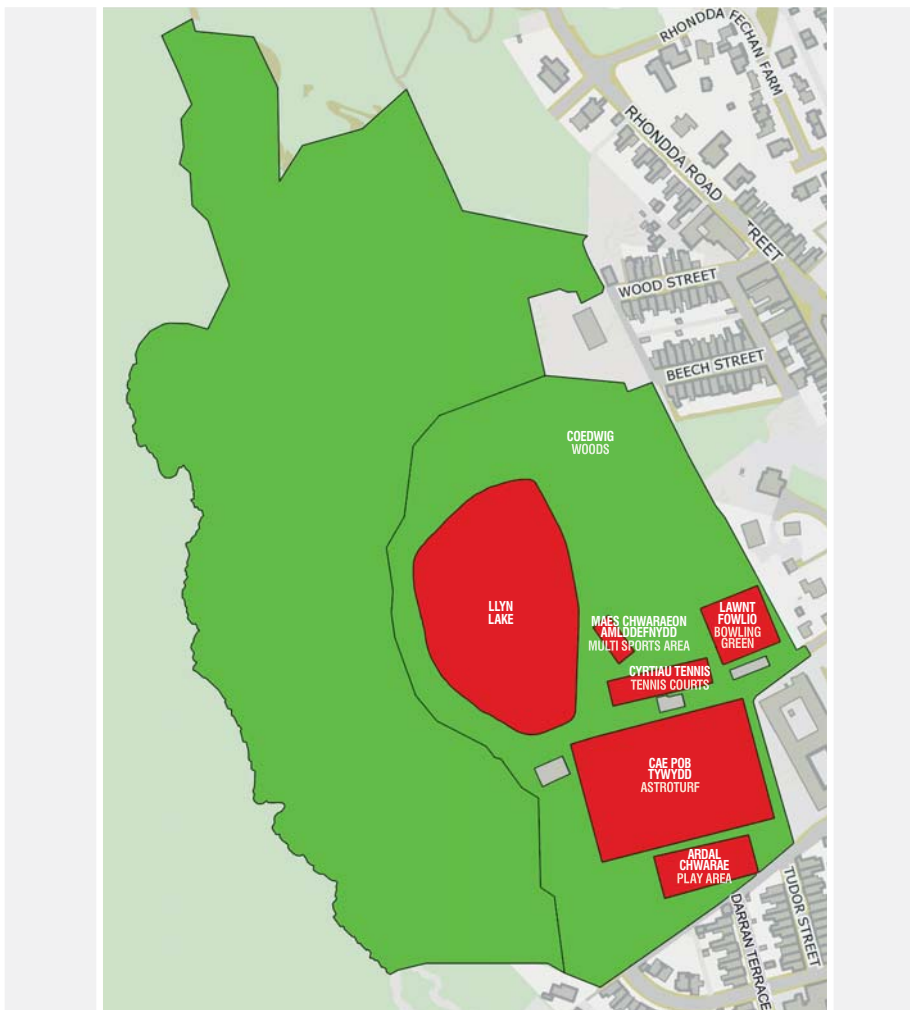 RHONDDA FECHAN FARM
RHONDDA ROAD
TREET
WOOD STREET
BEECH STREET
COEDWIG
WOODS
LLYN
LAKE
MAES CHWARAEON
AMLDDEFNYDD
MULTI SPORTS AREA
LAWNT
FOWLIO
BOWLING
GREEN
CYRTIAU TENNIS
TENNIS COURTS
CAE POB
TYWYDD
ASTROTURF
ARDAL
CHWARAE
PLAY AREA
TUDOR STREET
DARRAN TERRACE